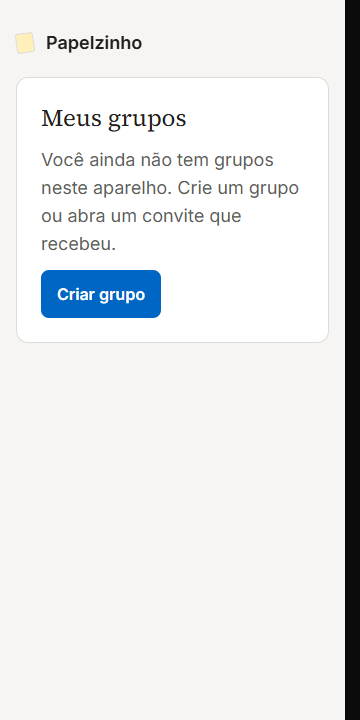 Papelzinho
Meus grupos
Você ainda não tem grupos
neste aparelho. Crie um grupo
ou abra um convite que
recebeu.
Criar grupo